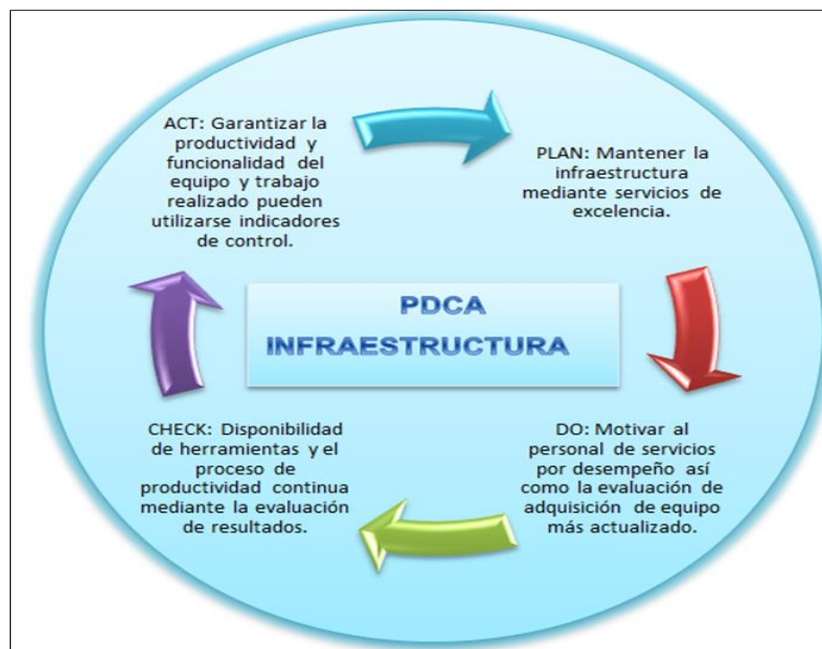 ACT: Garantizar la
productividad y
funcionalidad del
equipo y trabajo
realizado pueden
utilizarse indicadores
de control.
PLAN: Mantener la
infraestructura
mediante servicios de
excelencia.
PDCA
INFRAESTRUCTURA
CHECK: Disponibilidad
de herramientas y el
proceso de
productividad continua
mediante la evaluación
de resultados.
DO: Motivar al
personal de servicios
por desempeño así
como la evaluación de
adquisición de equipo
más actualizado.